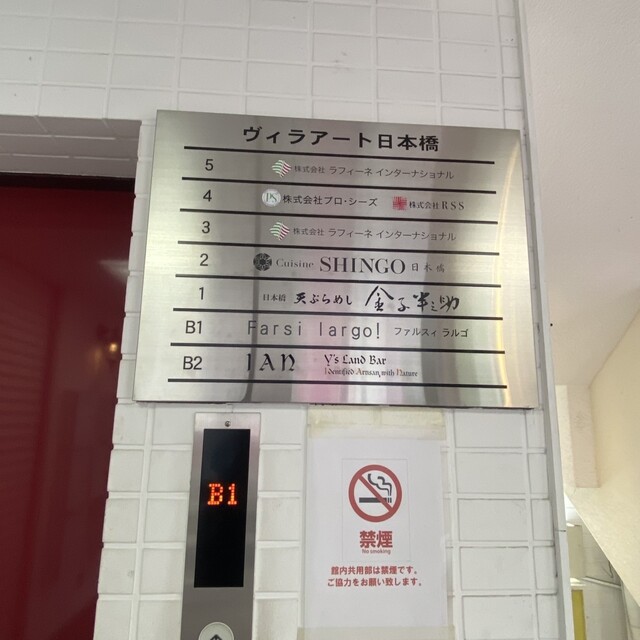 ヴィラアート日本橋
5 株式会社 ラフィーネ インターナショナル
4 PS 株式会社プロ・シーズ 株式会社RSS
3 株式会社 ラフィーネ インターナショナル
2 Cuisine SHINGO 日本橋
1 日本橋 天ぷらめし 金子半之助
B1 Farsi largo! ファルスィ ラルゴ
B2 IAN Y's Land Bar
Identified Artisan with Nature
B1
禁煙
No smoking
館内共用部は禁煙です。
ご協力をお願い致します。